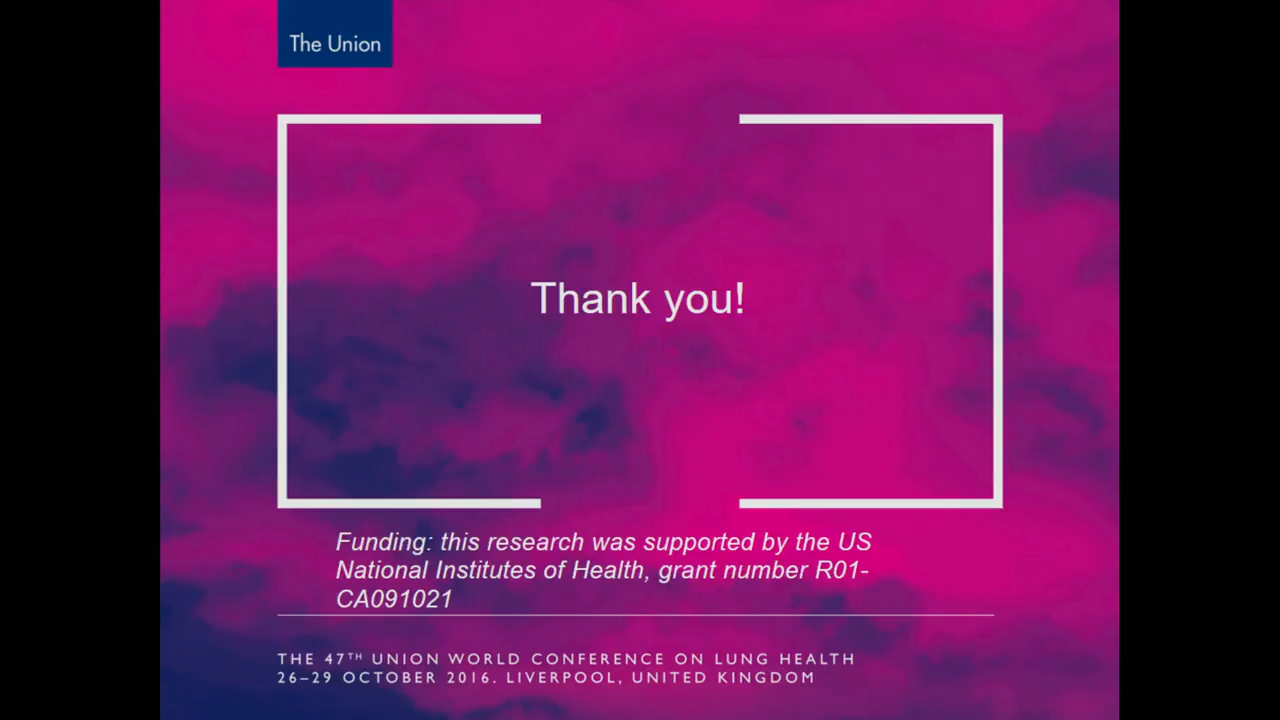 The Union
Thank you!
Funding: this research was supported by the US
National Institutes of Health, grant number R01-
CA091021
THE 47TH UNION WORLD CONFERENCE ON LUNG HEALTH
26–29 OCTOBER 2016. LIVERPOOL, UNITED KINGDOM